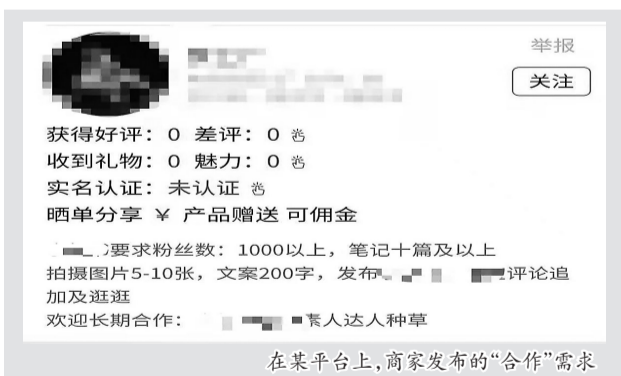 举报
关注
获得好评：0 差评：0
收到礼物：0 魅力：0
实名认证：未认证
晒单分享 ￥ 产品赠送 可佣金
要求粉丝数：1000以上，笔记十篇及以上
拍摄图片5-10张，文案200字，发布 评论追
加及逛逛
欢迎长期合作： 素人达人种草
在某平台上,商家发布的“合作”需求